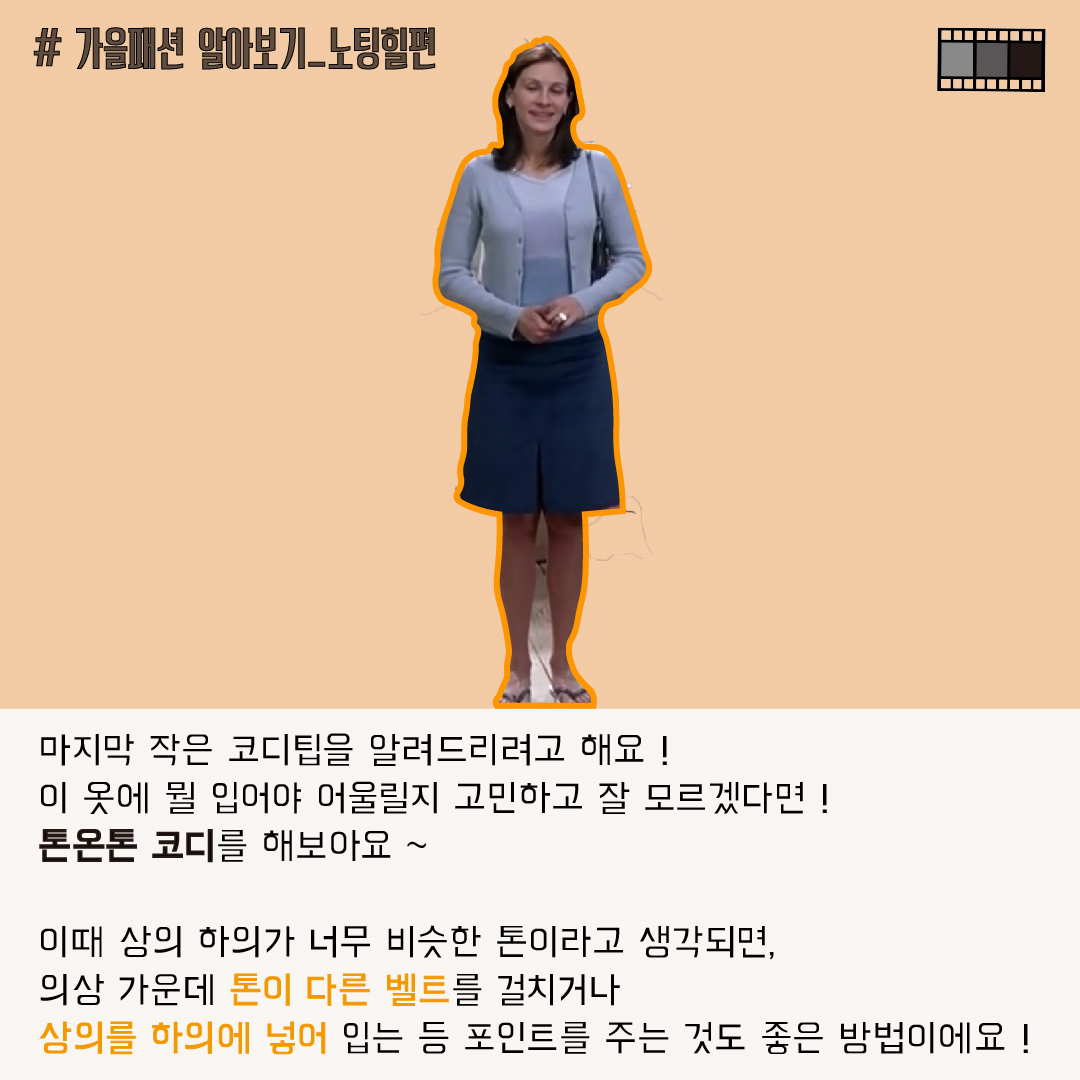 # 가을패션 알아보기_노팅힐편
마지막 작은 코디팁을 알려드리려고 해요 !
이 옷에 뭘 입어야 어울릴지 고민하고 잘 모르겠다면 !
톤온톤 코디를 해보아요 ~
이때 상의 하의가 너무 비슷한 톤이라고 생각되면,
의상 가운데 톤이 다른 벨트를 걸치거나
상의를 하의에 넣어 입는 등 포인트를 주는 것도 좋은 방법이에요 !